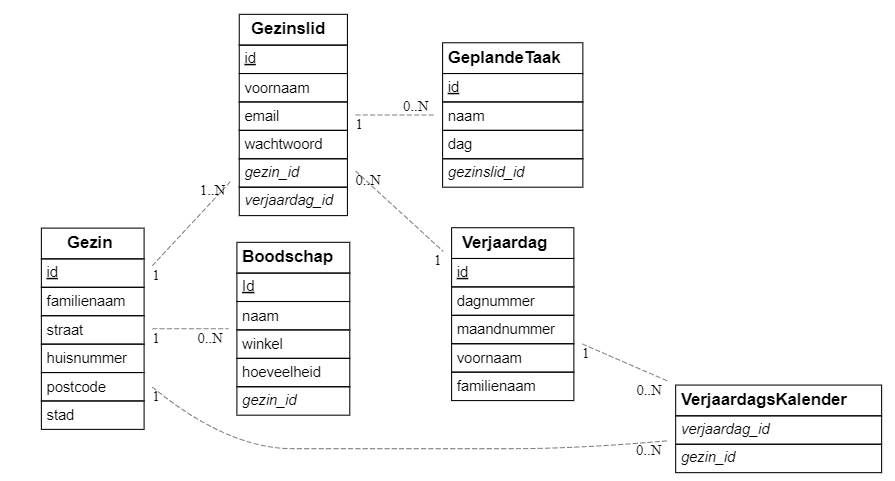 Gezinslid
id
voornaam
email
wachtwoord
gezin_id
verjaardag_id
GeplandeTaak
id
naam
dag
gezinslid_id
1
0..N
0..N
1
1..N
1
Gezin
id
familienaam
straat
huisnummer
postcode
stad
Boodschap
Id
naam
winkel
hoeveelheid
gezin_id
1
0..N
Verjaardag
id
dagnummer
maandnummer
voornaam
familienaam
1
0..N
1
0..N
VerjaardagsKalender
verjaardag_id
gezin_id